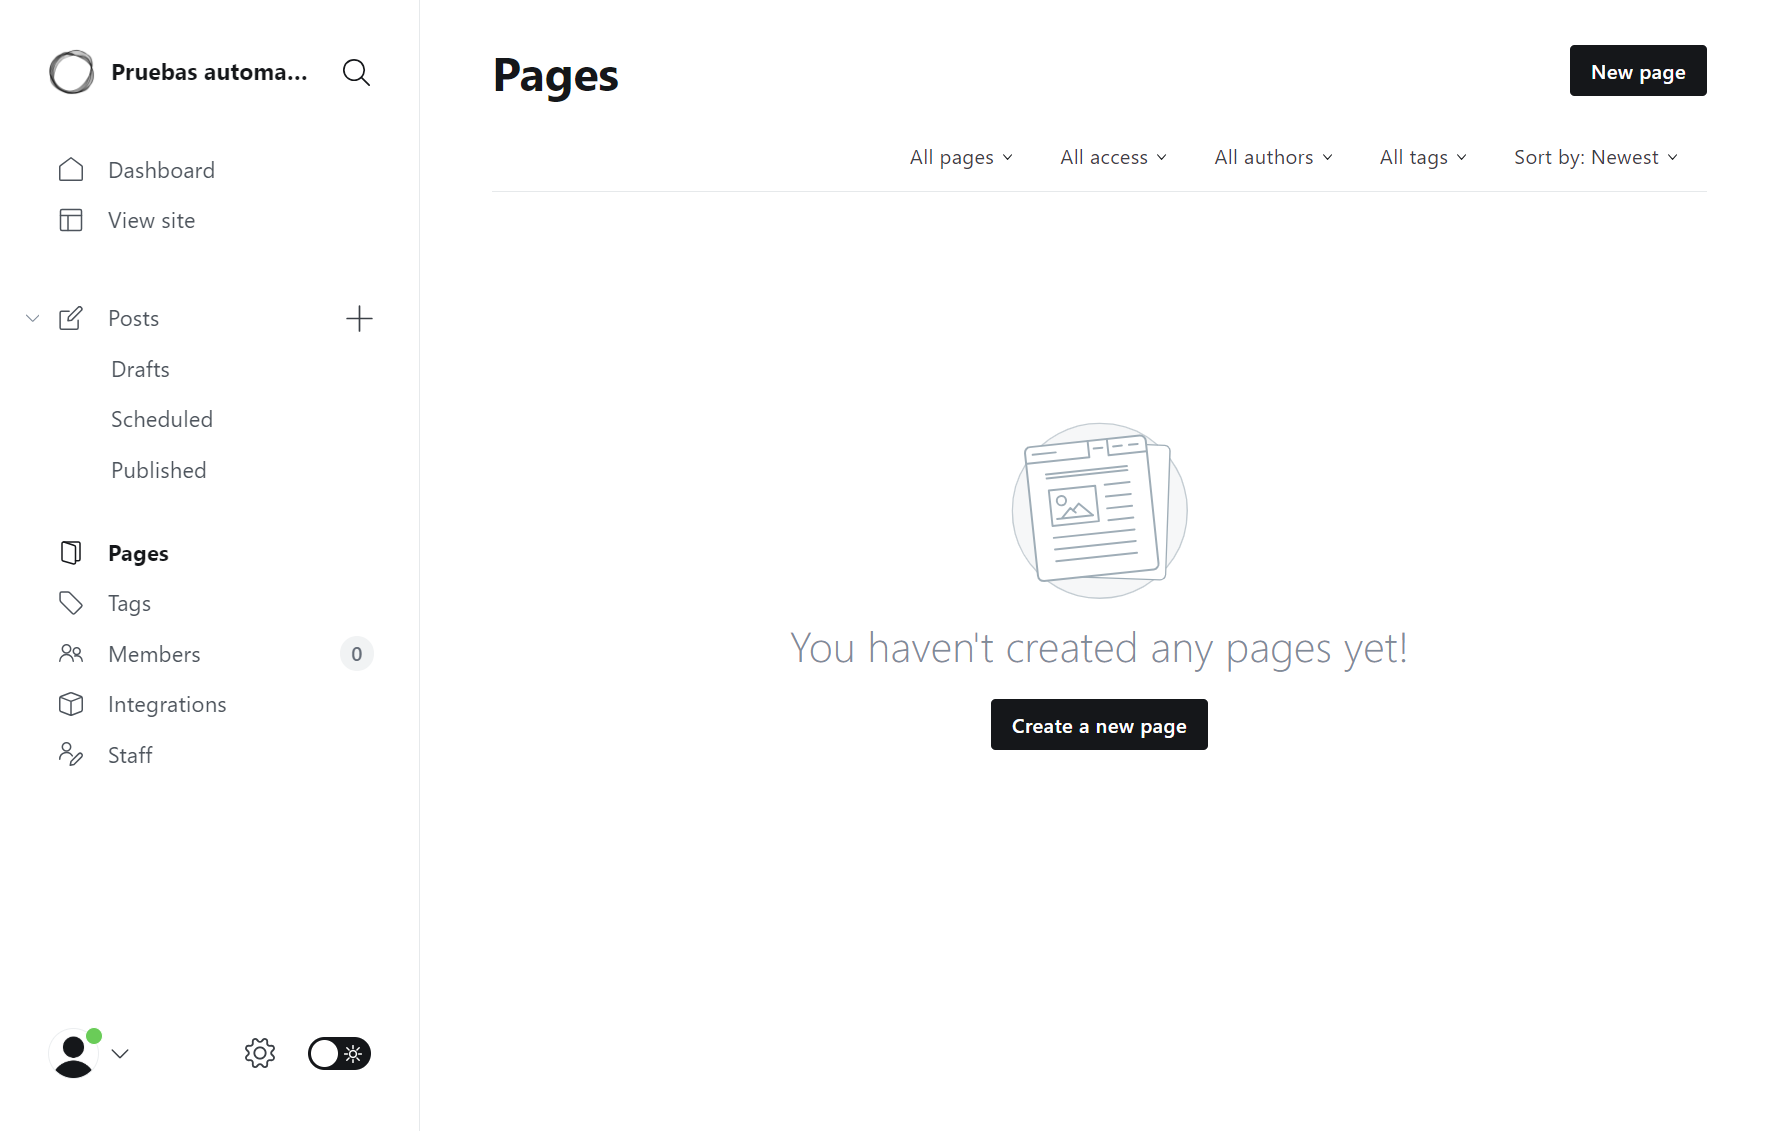 Pruebas automa...
Dashboard
View site
Posts
Drafts
Scheduled
Published
Pages
Tags
Members 0
Integrations
Staff
Pages
New page
All pages All access All authors All tags Sort by: Newest
You haven't created any pages yet!
Create a new page